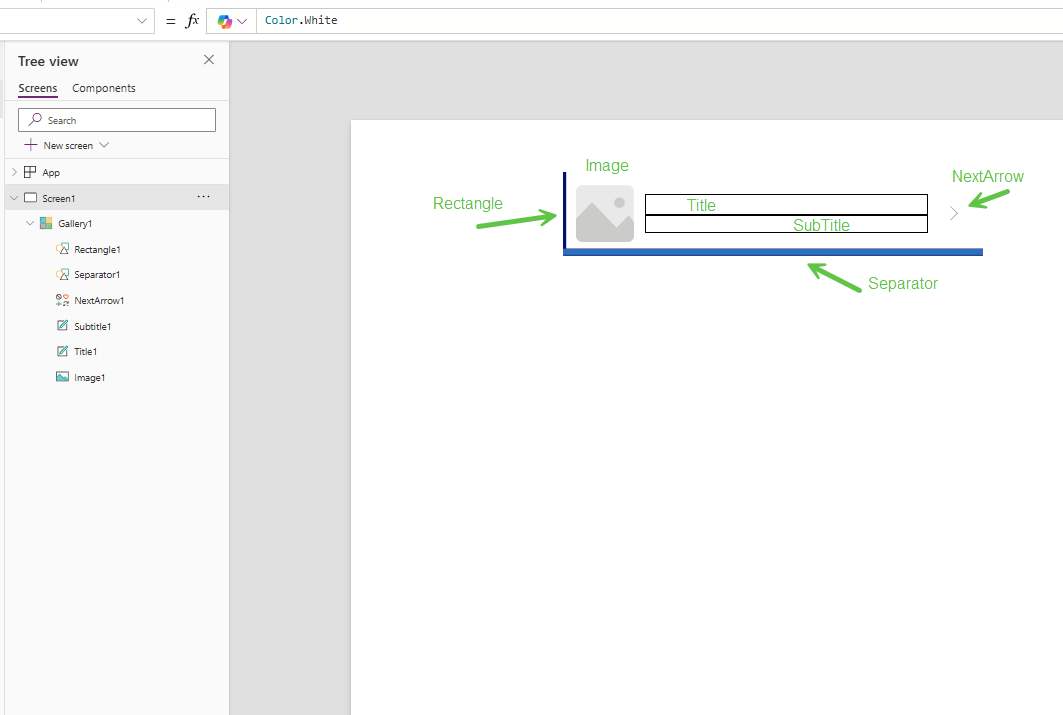 = fx Color.White
Tree view
Screens Components
Search
New screen
App
Screen1
Gallery1
Rectangle1
Separator1
NextArrow1
Subtitle1
Title1
Image1
Image
NextArrow
Rectangle
Title
SubTitle
Separator